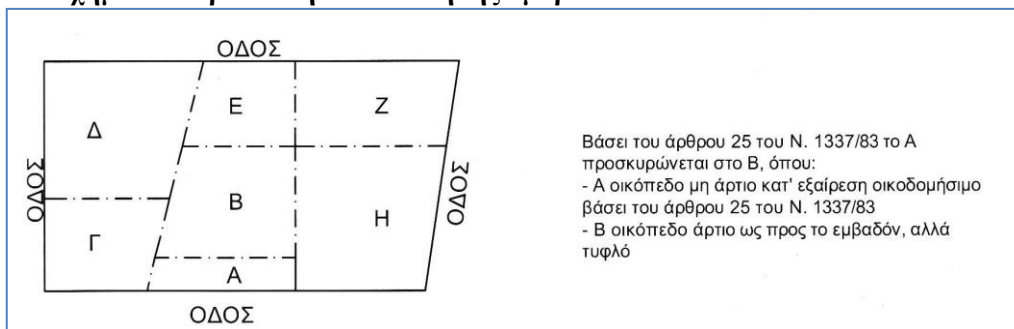 ΟΔΟΣ
Ε
Ζ
Δ
ΟΔΟΣ
Β
Η
ΟΔΟΣ
Γ
Α
ΟΔΟΣ
Βάσει του άρθρου 25 του Ν. 1337/83 το Α
προσκυρώνεται στο Β, όπου:
- Α οικόπεδο μη άρτιο κατ' εξαίρεση οικοδομήσιμο
βάσει του άρθρου 25 του Ν. 1337/83
- Β οικόπεδο άρτιο ως προς το εμβαδόν, αλλά
τυφλό